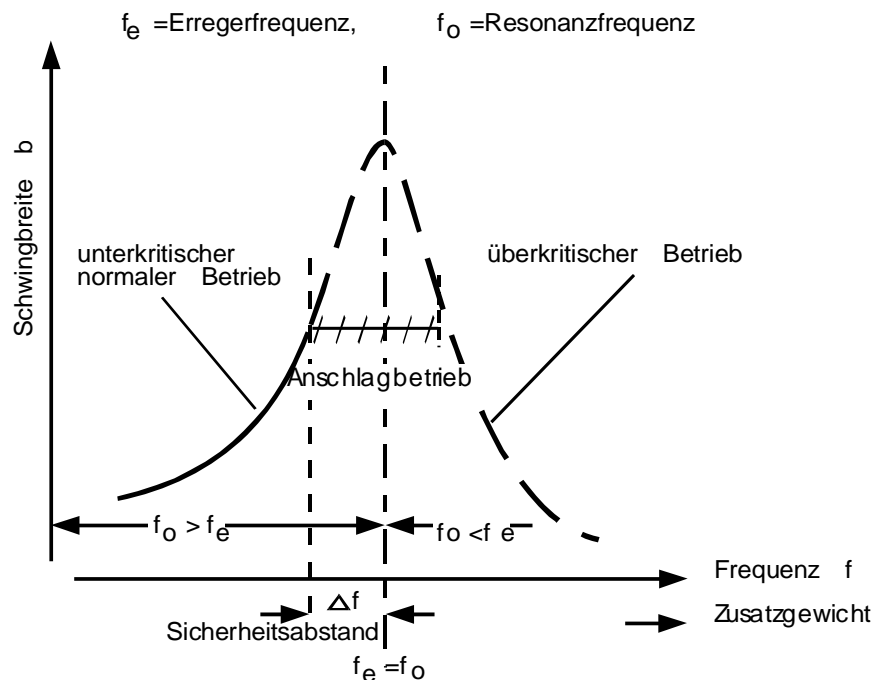 fe =Erregerfrequenz, fo =Resonanzfrequenz
Schwingbreite b
unterkritischer
normaler Betrieb
überkritischer Betrieb
Anschlagbetrieb
fo > fe
fo < fe
Frequenz f
Δf
Zusatzgewicht
Sicherheitsabstand
fe =fo